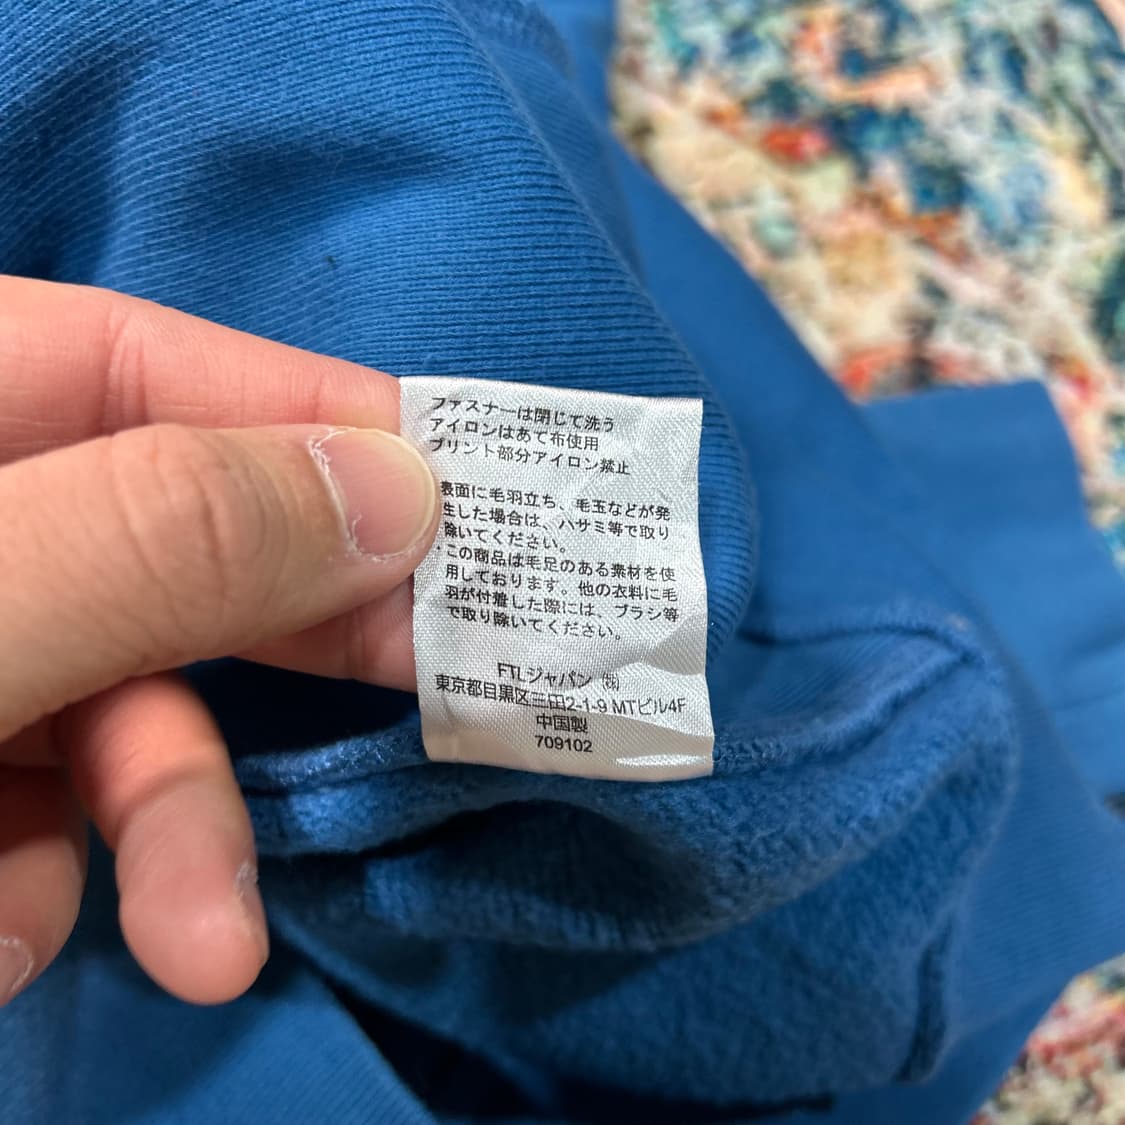 ファスナーは閉じて洗う
アイロンはあて布使用
プリント部分アイロン禁止
表面に毛羽立ち、毛玉などが発
生した場合は、ハサミ等で取り
除いてください。
・この商品は毛足のある素材を使
用しております。他の衣料に毛
羽が付着した際には、ブラシ等
で取り除いてください。
FTLジャパン ㈱
東京都目黒区三田2-1-9 MTビル4F
中国製
709102